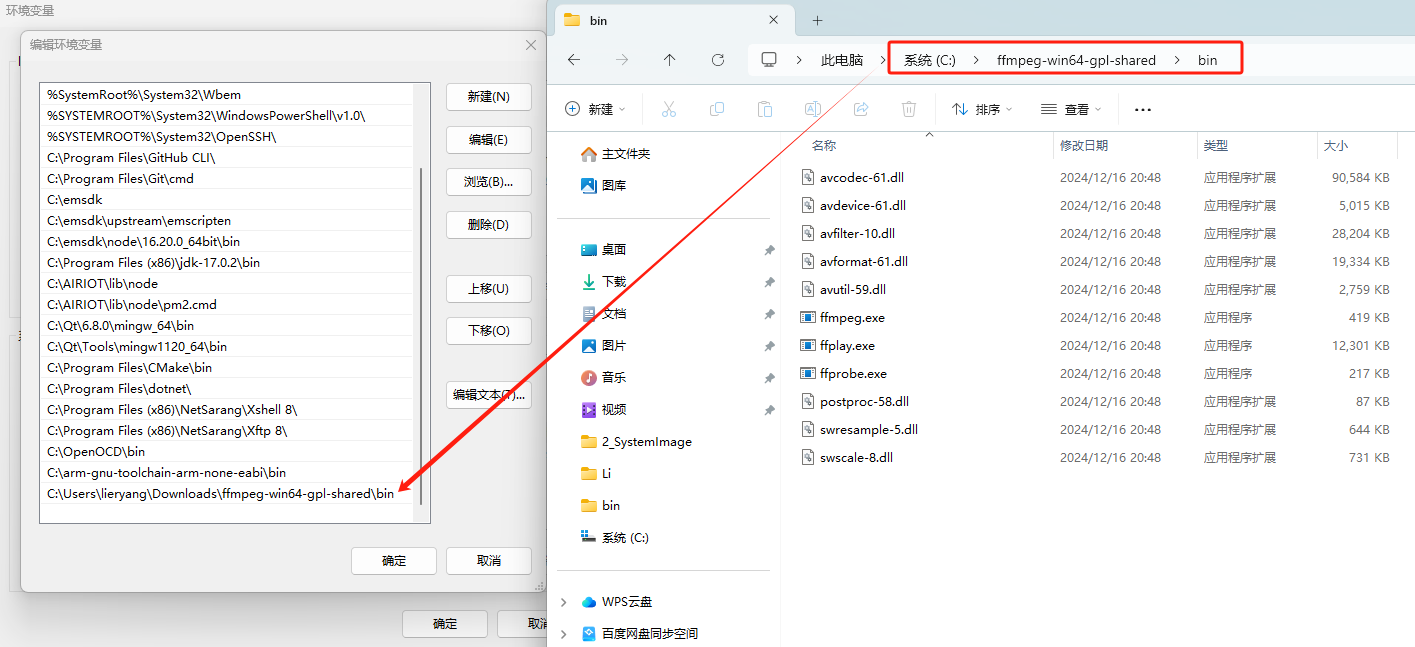 环境变量
编辑环境变量
%SystemRoot%\System32\Wbem
%SYSTEMROOT%\System32\WindowsPowerShell\v1.0\
%SYSTEMROOT%\System32\OpenSSH\
C:\Program Files\GitHub CLI\
C:\Program Files\Git\cmd
C:\emsdk
C:\emsdk\upstream\emscripten
C:\emsdk\node\16.20.0_64bit\bin
C:\Program Files (x86)\jdk-17.0.2\bin
C:\AIRIOT\lib\node
C:\AIRIOT\lib\node\pm2.cmd
C:\Qt\6.8.0\mingw_64\bin
C:\Qt\Tools\mingw1120_64\bin
C:\Program Files\CMake\bin
C:\Program Files\dotnet\
C:\Program Files (x86)\NetSarang\Xshell 8\
C:\Program Files (x86)\NetSarang\Xftp 8\
C:\OpenOCD\bin
C:\arm-gnu-toolchain-arm-none-eabi\bin
C:\Users\lieryang\Downloads\ffmpeg-win64-gpl-shared\bin
新建(N)
编辑(E)
浏览(B)...
删除(D)
上移(U)
下移(O)
编辑文本(T)...
确定 取消
确定 取消
bin
此电脑 系统 (C:) ffmpeg-win64-gpl-shared bin
新建 排序 查看
主文件夹
图库
桌面
下载
文档
图片
音乐
视频
2_SystemImage
Li
bin
系统 (C:)
WPS云盘
百度网盘同步空间
名称 修改日期 类型 大小
avcodec-61.dll 2024/12/16 20:48 应用程序扩展 90,584 KB
avdevice-61.dll 2024/12/16 20:48 应用程序扩展 5,015 KB
avfilter-10.dll 2024/12/16 20:48 应用程序扩展 28,204 KB
avformat-61.dll 2024/12/16 20:48 应用程序扩展 19,334 KB
avutil-59.dll 2024/12/16 20:48 应用程序扩展 2,759 KB
ffmpeg.exe 2024/12/16 20:48 应用程序 419 KB
ffplay.exe 2024/12/16 20:48 应用程序 12,301 KB
ffprobe.exe 2024/12/16 20:48 应用程序 217 KB
postproc-58.dll 2024/12/16 20:48 应用程序扩展 87 KB
swresample-5.dll 2024/12/16 20:48 应用程序扩展 644 KB
swscale-8.dll 2024/12/16 20:48 应用程序扩展 731 KB